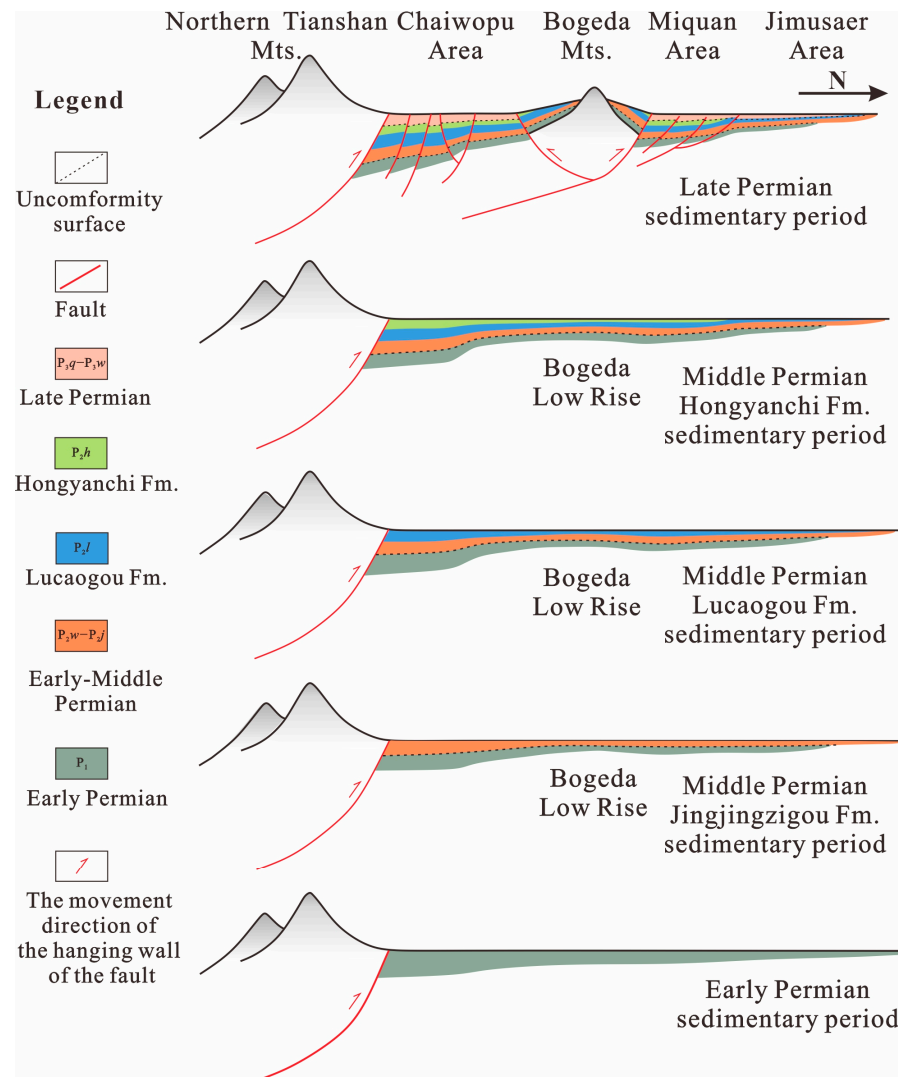 Northern Tianshan Mts.
Chaiwopu Area
Bogeda Mts.
Miquan Area
Jimusaer Area
N
Late Permian
sedimentary period
Legend
Uncomformity
surface
Fault
P₃q−P₃w
Late Permian
P₂h
Hongyanchi Fm.
P₂l
Lucaogou Fm.
P₂w−P₂j
Early-Middle
Permian
P₁
Early Permian
The movement
direction of
the hanging wall
of the fault
Bogeda
Low Rise
Middle Permian
Hongyanchi Fm.
sedimentary period
Bogeda
Low Rise
Middle Permian
Lucaogou Fm.
sedimentary period
Bogeda
Low Rise
Middle Permian
Jingjingzigou Fm.
sedimentary period
Early Permian
sedimentary period